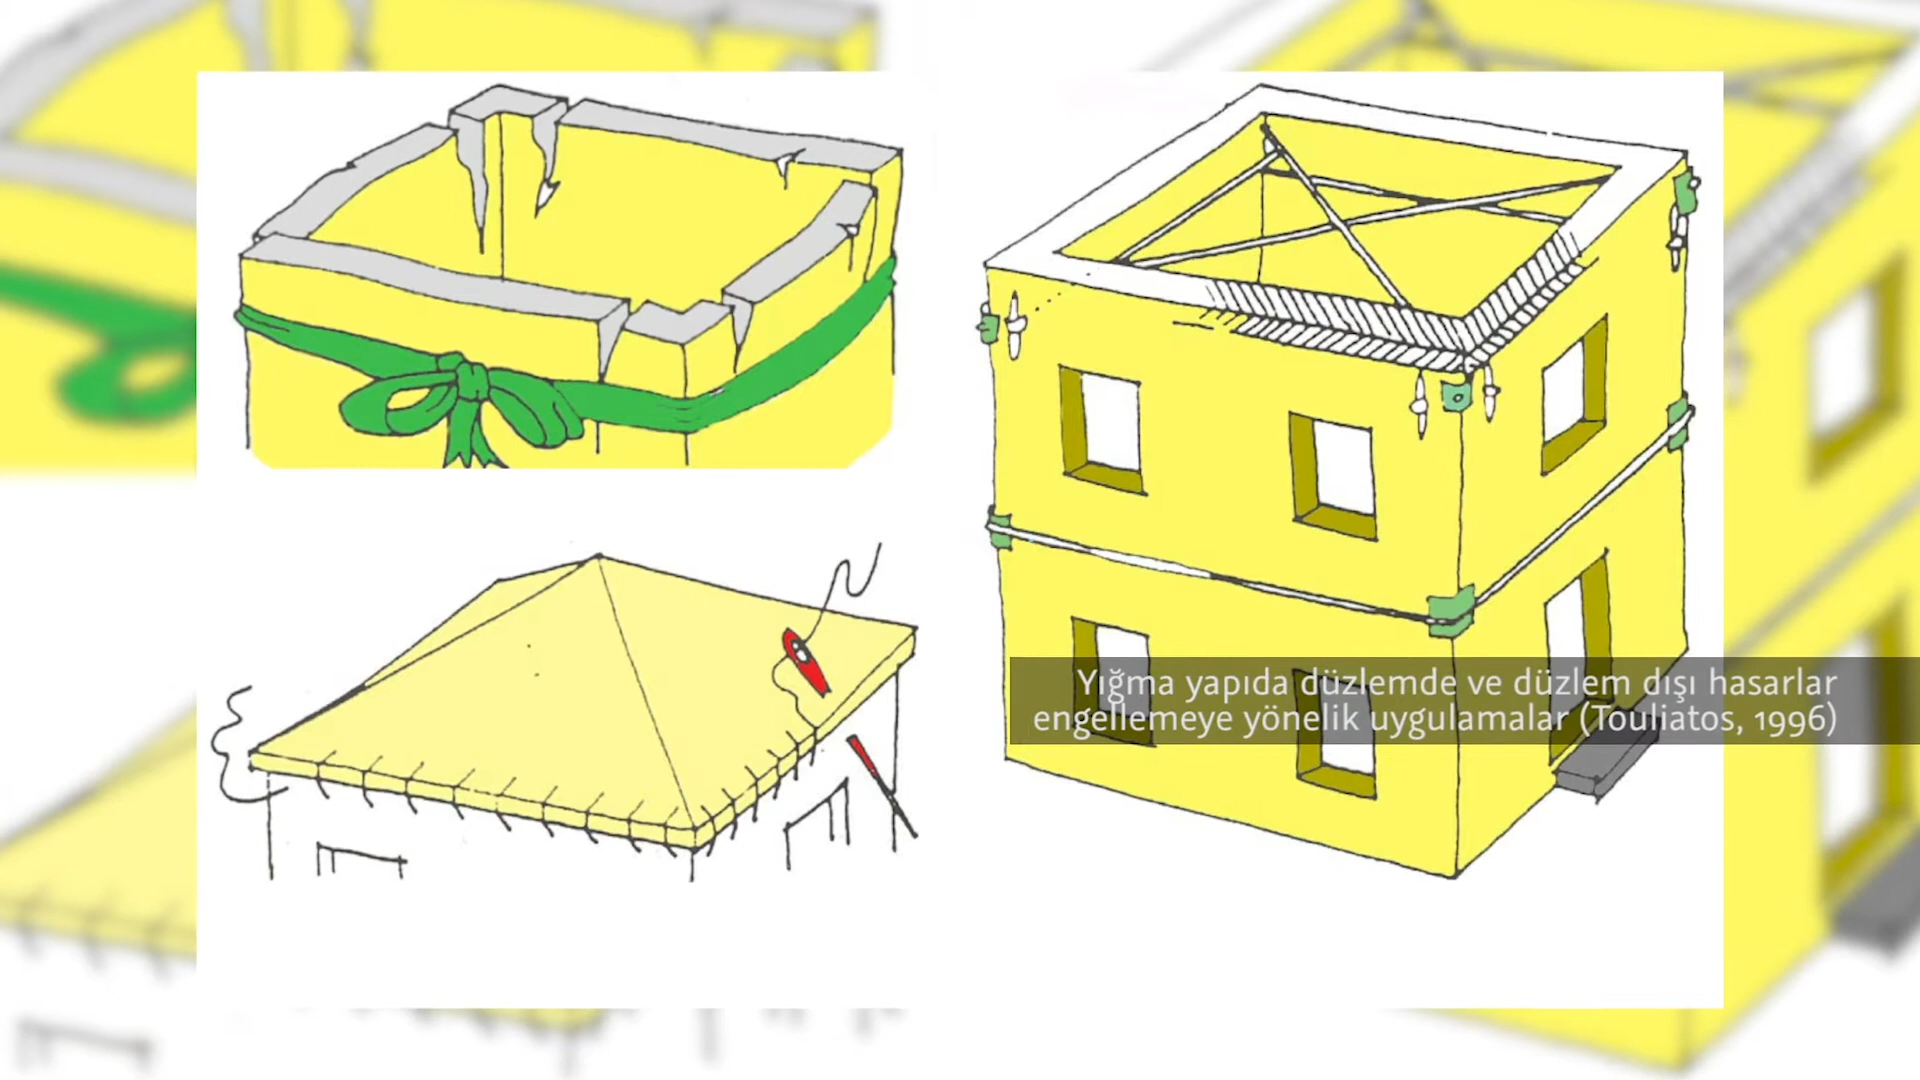 Yığma yapıda düzlemde ve düzlem dışı hasarlar
engellemeye yönelik uygulamalar (Touliatos, 1996)